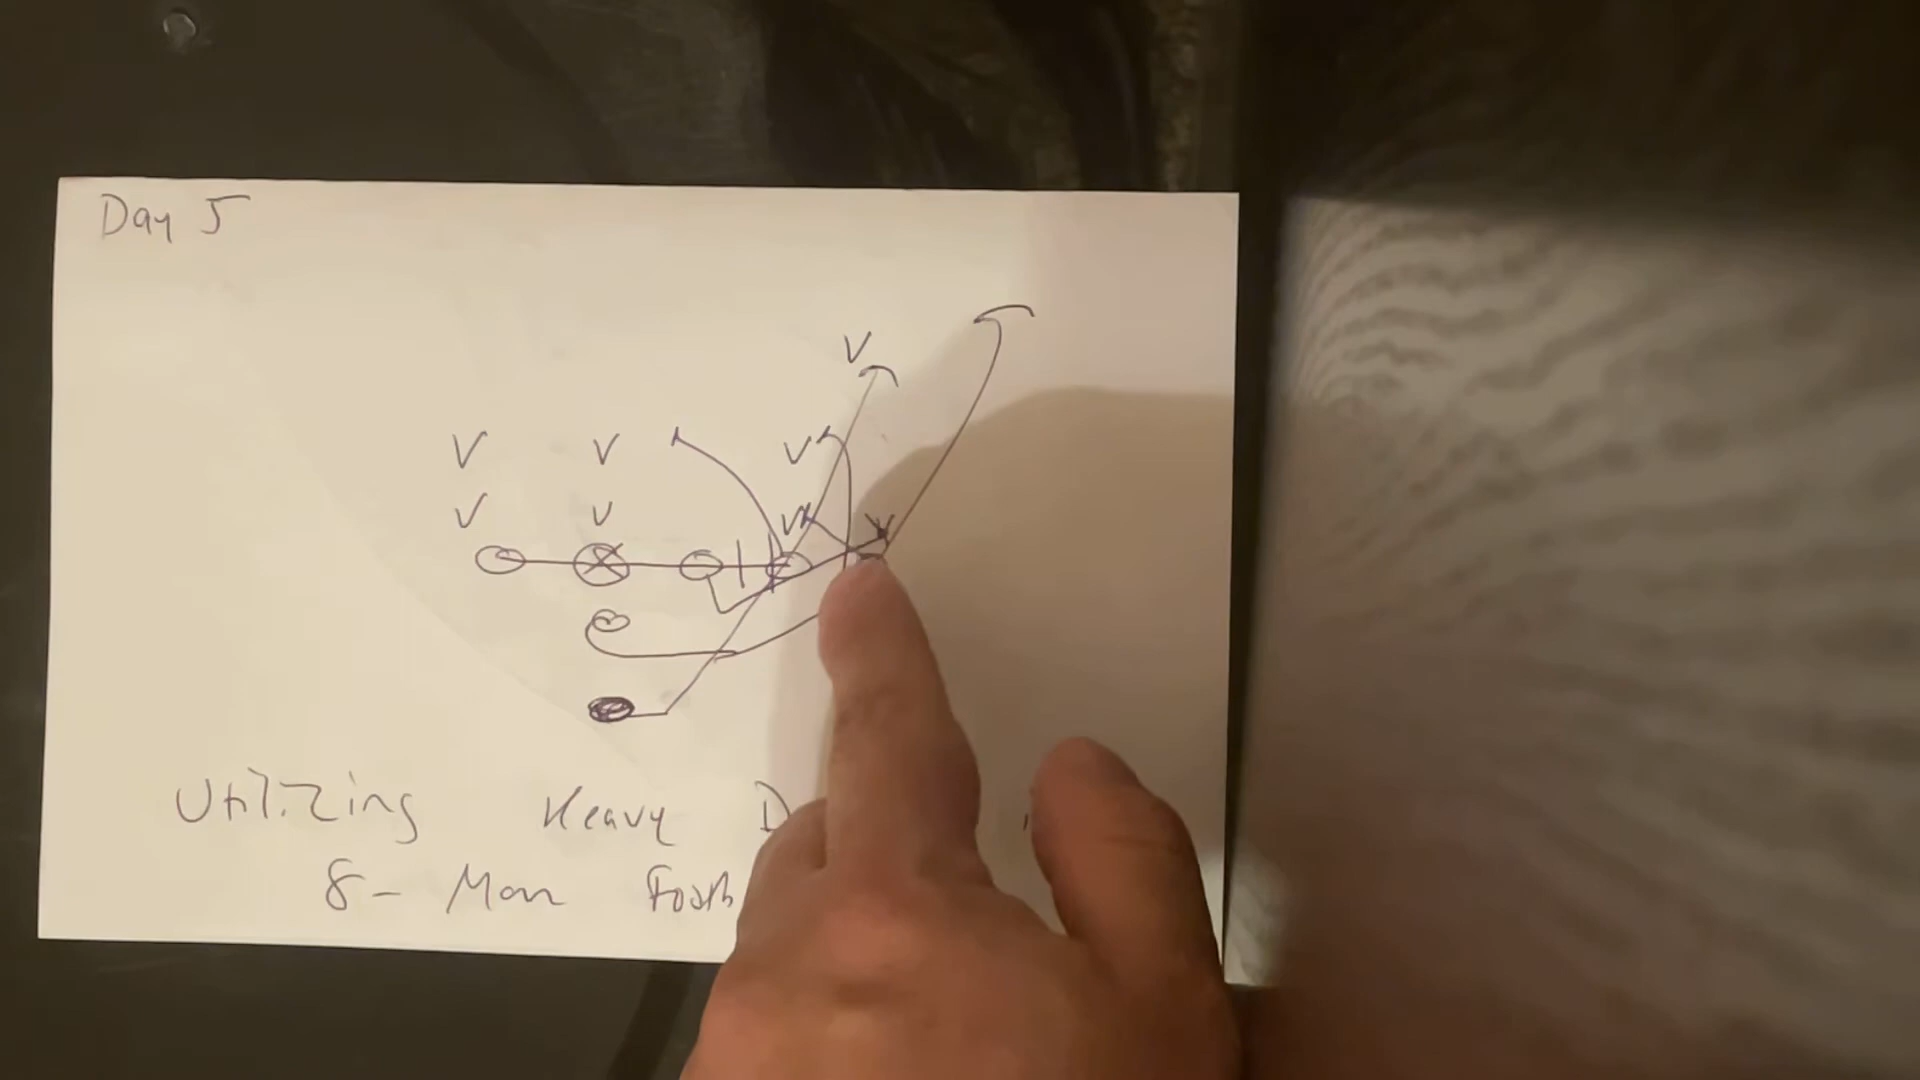 Day 5
V
V V V
V V V V
Utilizing Heavy
8- Man